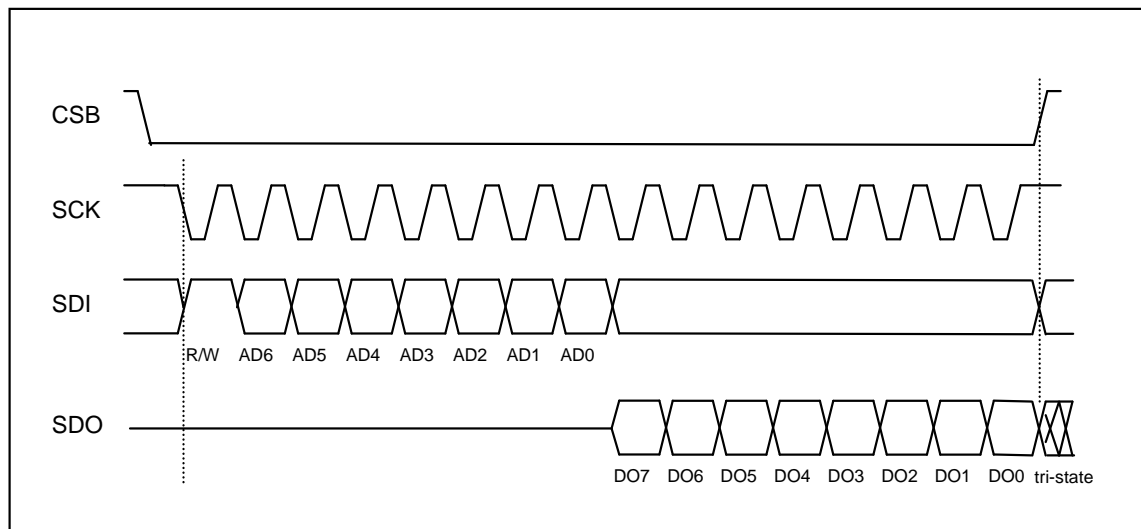 CSB
SCK
SDI
R/W AD6 AD5 AD4 AD3 AD2 AD1 AD0
SDO
DO7 DO6 DO5 DO4 DO3 DO2 DO1 DO0 tri-state